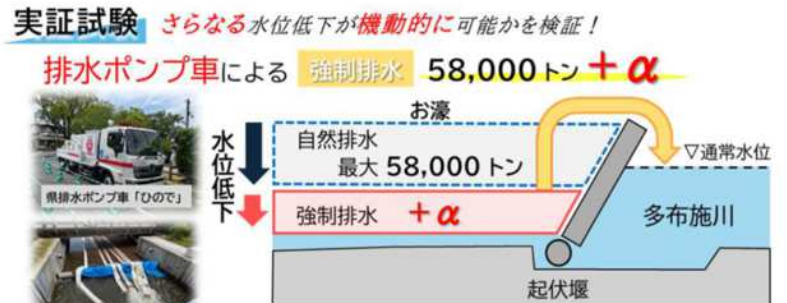 実証試験 さらなる水位低下が機動的に可能かを検証！
排水ポンプ車による 強制排水 58,000トン＋α
県排水ポンプ車「ひので」
水位低下
お濠
自然排水
最大 58,000 トン
強制排水 ＋α
▽通常水位
多布施川
起伏堰